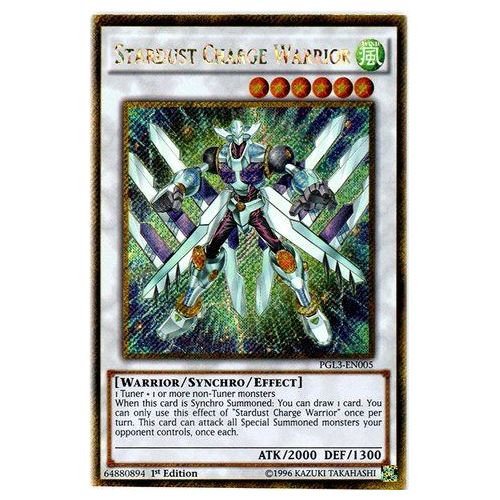 STARDUST CHARGE WARRIOR
WIND
風
PGL3-EN005
[WARRIOR/SYNCHRO/EFFECT]
1 Tuner + 1 or more non-Tuner monsters
When this card is Synchro Summoned: You can draw 1 card. You
can only use this effect of "Stardust Charge Warrior" once per
turn. This card can attack all Special Summoned monsters your
opponent controls, once each.
ATK/2000 DEF/1300
64880894 1st Edition ©1996 KAZUKI TAKAHASHI